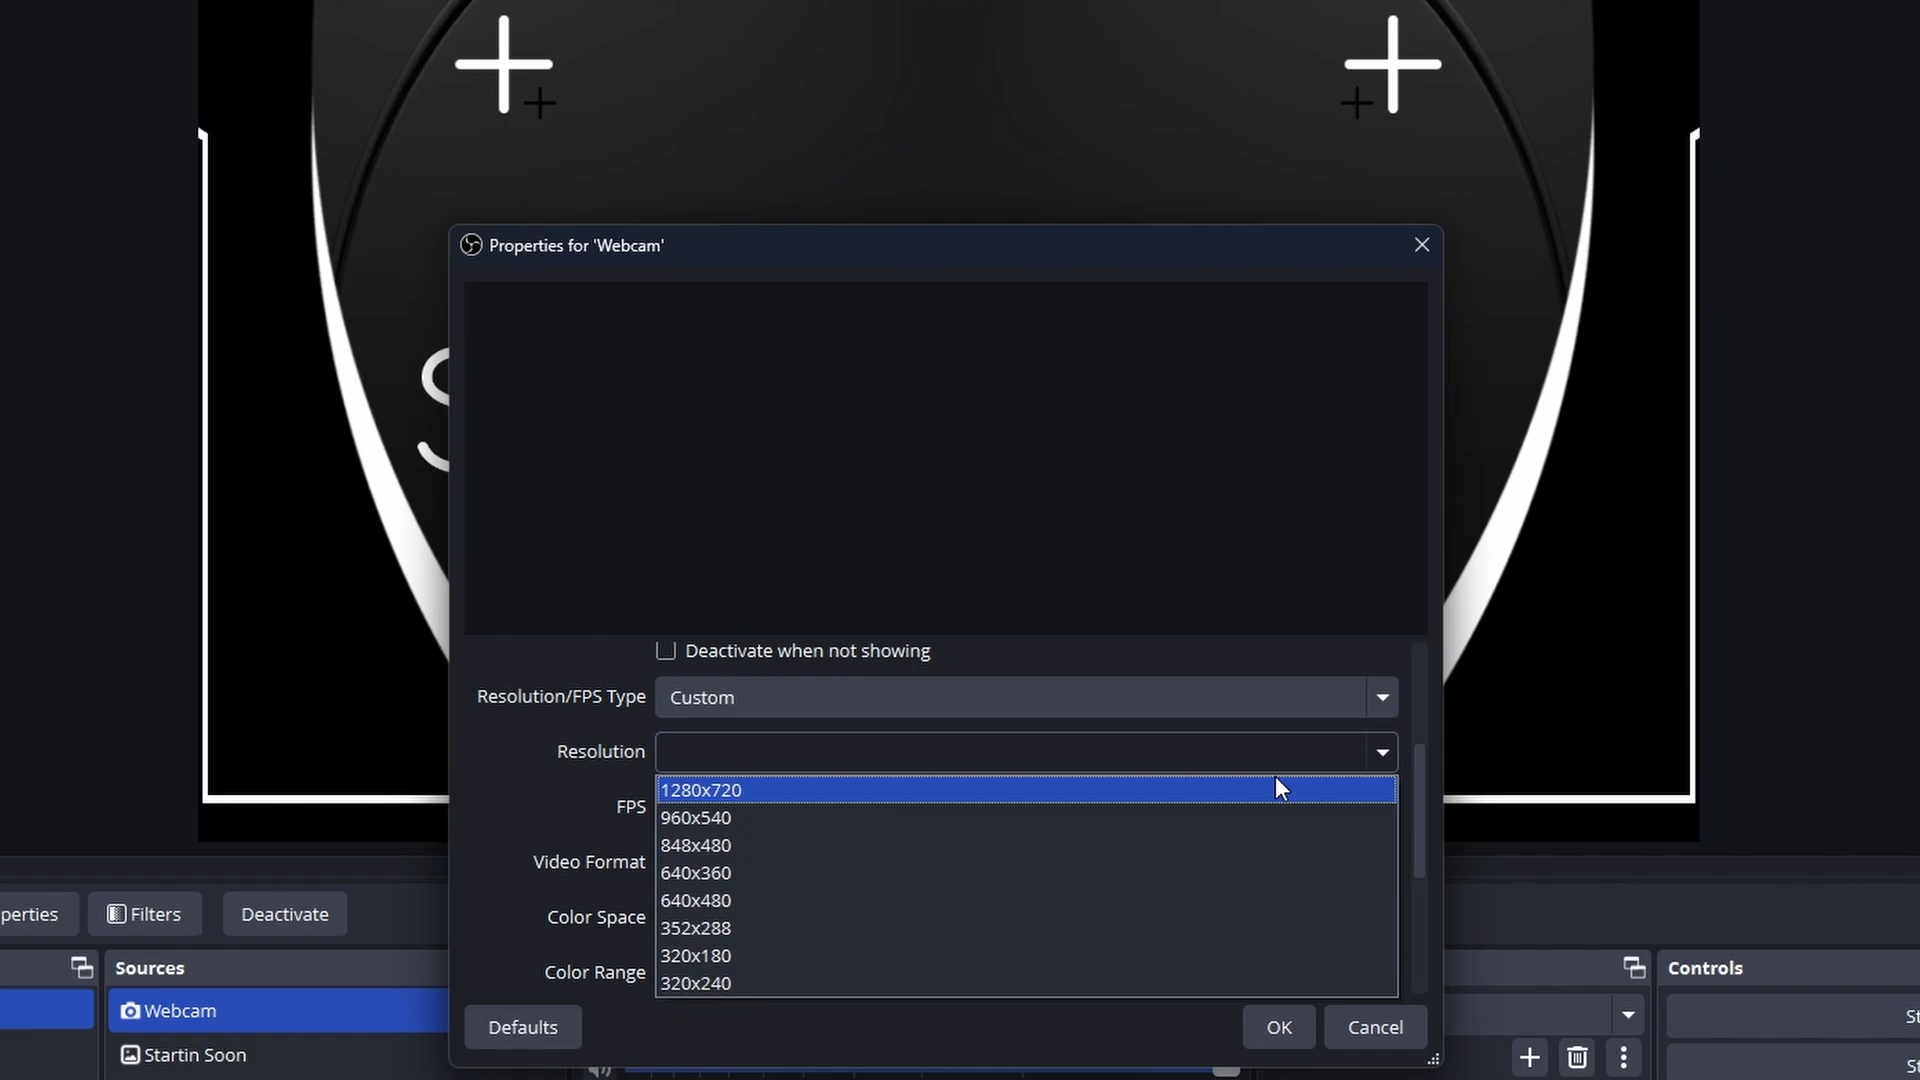 Properties for 'Webcam'
S
Deactivate when not showing
Resolution/FPS Type Custom
Resolution
1280x720
960x540
848x480
640x360
640x480
352x288
320x180
320x240
FPS
Video Format
Color Space
Color Range
Defaults OK Cancel
perties Filters Deactivate
Sources
Webcam
Startin Soon
Controls
St
St